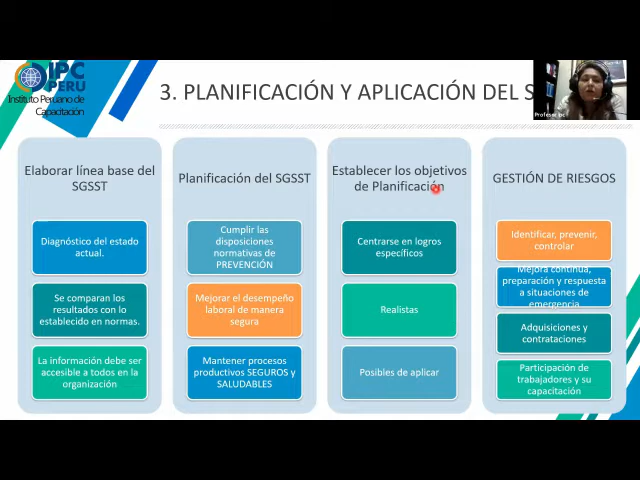 IPC
PERU
Instituto Peruano de
Capacitación
3. PLANIFICACIÓN Y APLICACIÓN DEL S
Elaborar línea base del
SGSST
Diagnóstico del estado
actual.
Se comparan los
resultados con lo
establecido en normas.
La información debe ser
accesible a todos en la
organización
Planificación del SGSST
Cumplir las
disposiciones
normativas de
PREVENCIÓN
Mejorar el desempeño
laboral de manera
segura
Mantener procesos
productivos SEGUROS y
SALUDABLES
Establecer los objetivos
de Planificación
Centrarse en logros
específicos
Realistas
Posibles de aplicar
GESTIÓN DE RIESGOS
Identificar, prevenir,
controlar
Mejora continua,
preparación y respuesta
a situaciones de
emergencia
Adquisiciones y
contrataciones
Participación de
trabajadores y su
capacitación